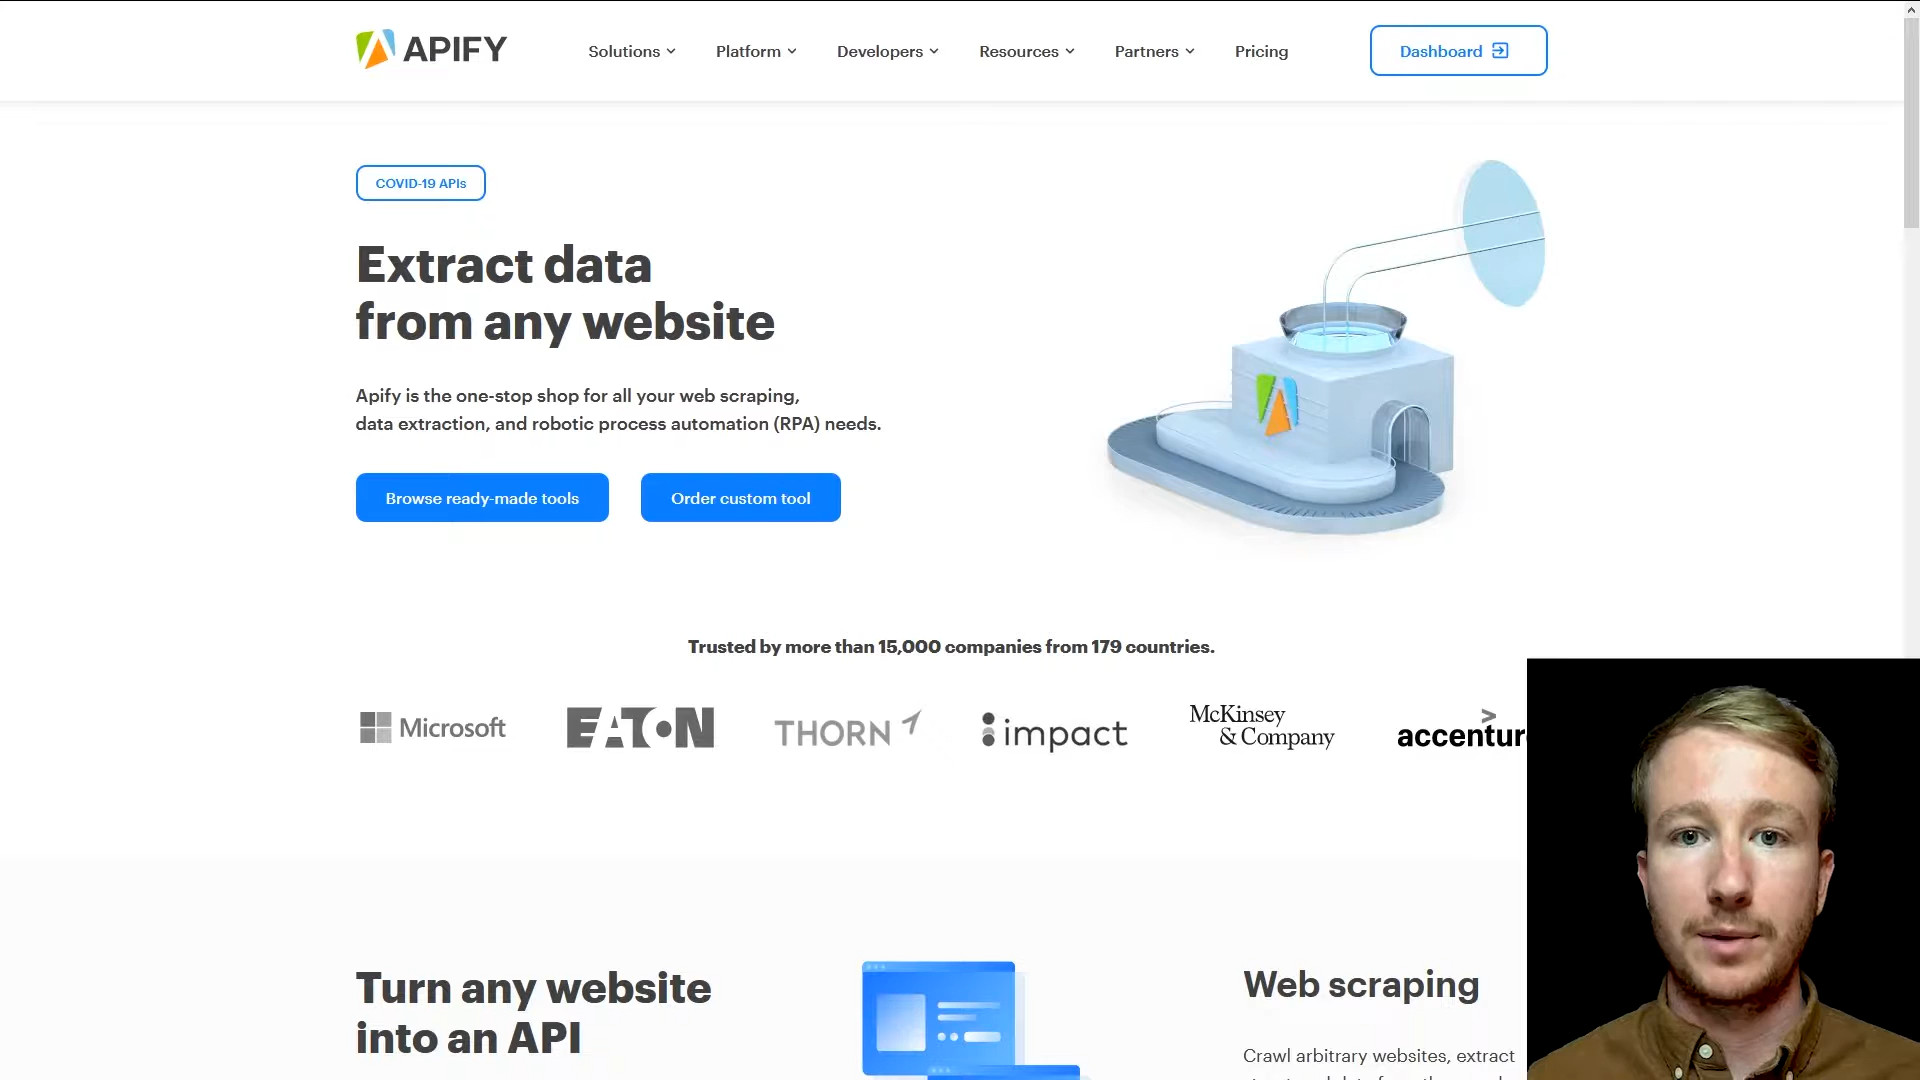 APIFY
Solutions
Platform
Developers
Resources
Partners
Pricing
Dashboard
COVID-19 APIs
Extract data
from any website
Apify is the one-stop shop for all your web scraping,
data extraction, and robotic process automation (RPA) needs.
Browse ready-made tools
Order custom tool
Trusted by more than 15,000 companies from 179 countries.
Microsoft
EATON
THORN
impact
McKinsey
& Company
accentur
Turn any website
into an API
Web scraping
Crawl arbitrary websites, extract